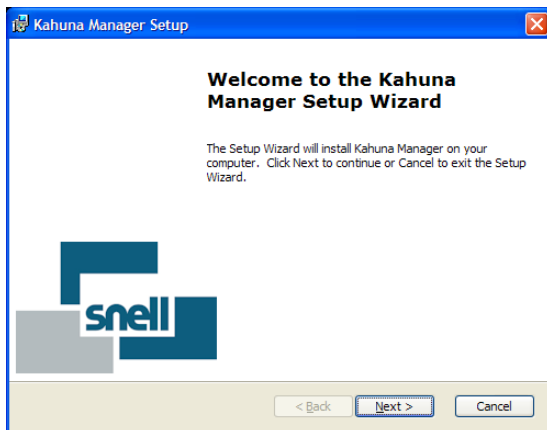 Kahuna Manager Setup
Welcome to the Kahuna
Manager Setup Wizard
The Setup Wizard will install Kahuna Manager on your
computer. Click Next to continue or Cancel to exit the Setup
Wizard.
snell
< Back Next > Cancel